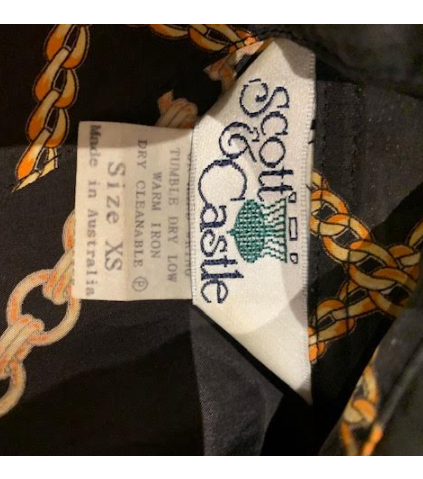 Scott
& Castle
TUMBLE DRY LOW
WARM IRON
DRY CLEANABLE Ⓟ
Size XS
Made in Australia